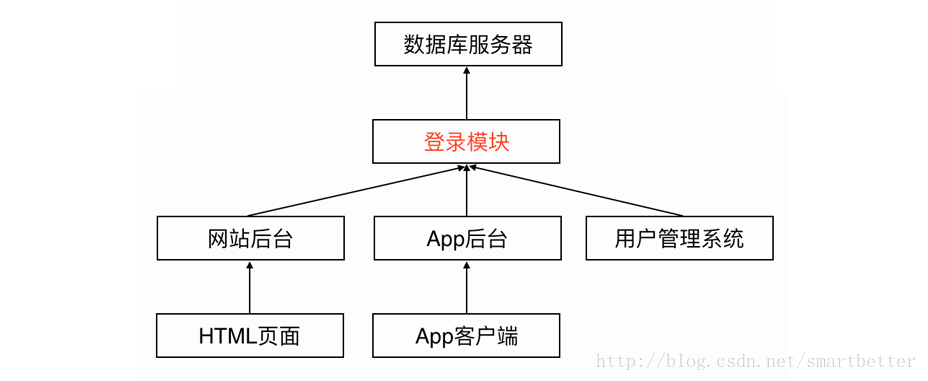 数据库服务器
登录模块
网站后台
App后台
用户管理系统
HTML页面
App客户端
http://blog.csdn.net/smartbetter